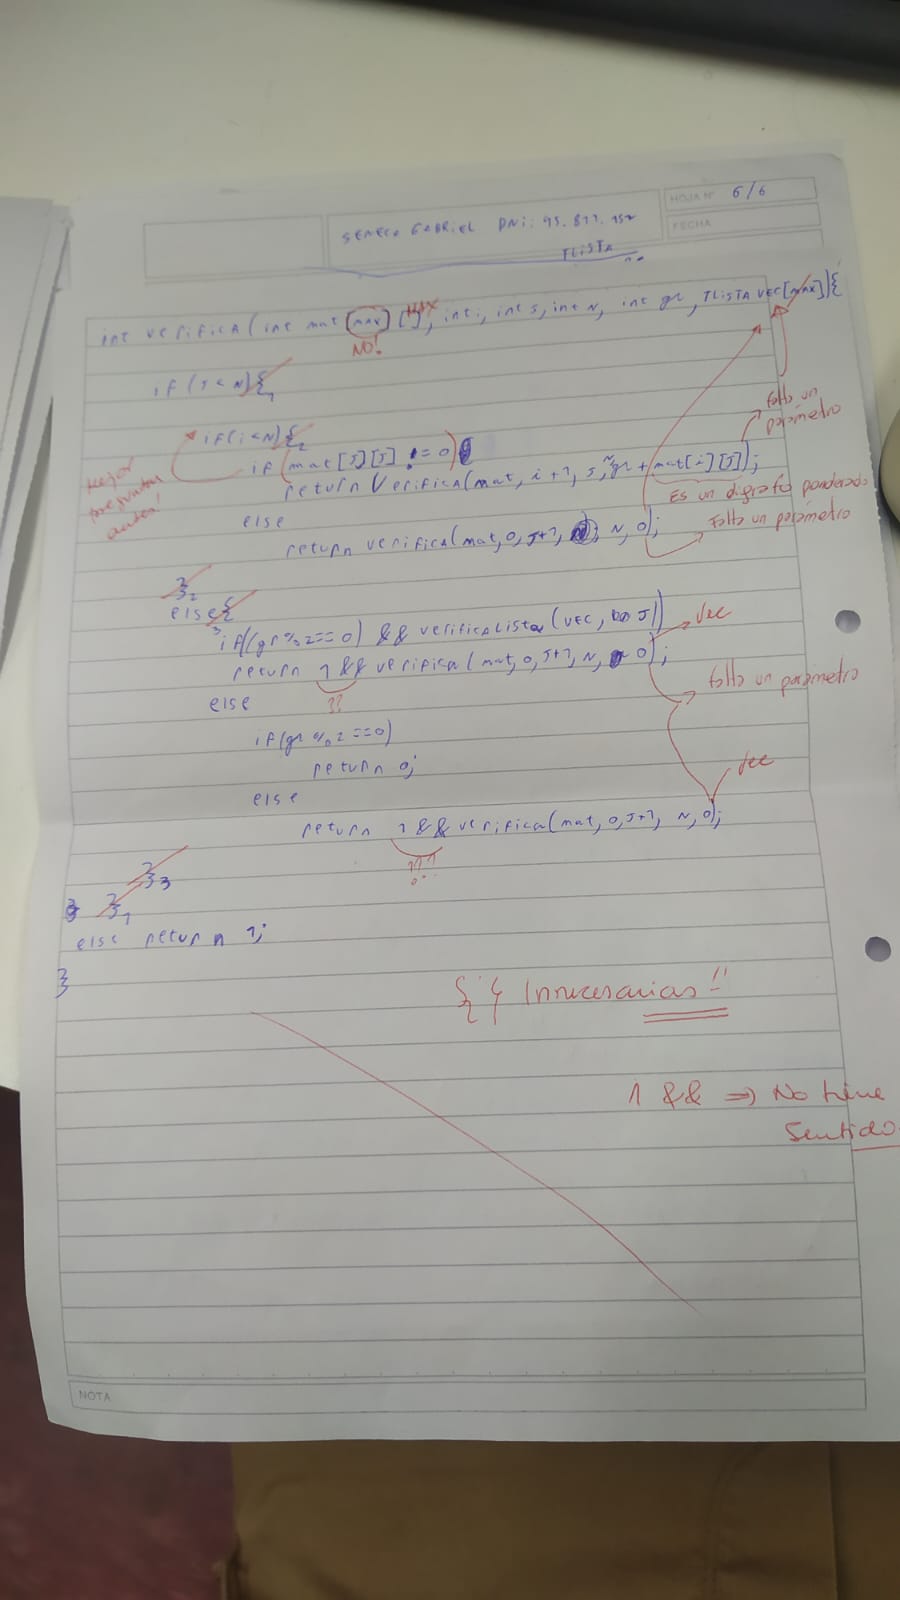 HOJA N° 6/6
SENECA GABRIEL DNI: 95.877.152
FECHA
TLISTA
int verificA (int mat [MAX] [MAX], int i, int j, int N, int gr, TLISTA VEC[MAX]){
NO!
if (J < N){1
Falta un parámetro
if(i<N){2
Mejor preguntar antes!
if (mat[J][J] != 0)
return Verifica(mat, i+1, J, N, gr + mat[i][J]);
Es un digrafo ponderado
else
Falta un parámetro
return verifica(mat, 0, J+1, N, 0);
}2
else{3
if((gr%2==0) && verificaLista (VEC, J))
Vec
return 1 && verifica (mat, 0, J+1, N, 0);
??
falta un parámetro
else
if(gr % 2 ==0)
return 0;
Vec
else
return 1 && verifica(mat, 0, J+1, N, 0);
???
}3
} }1
else return 1;
}
{ } Innecesarias!!
1 && ⇒ No tiene
Sentido.
NOTA